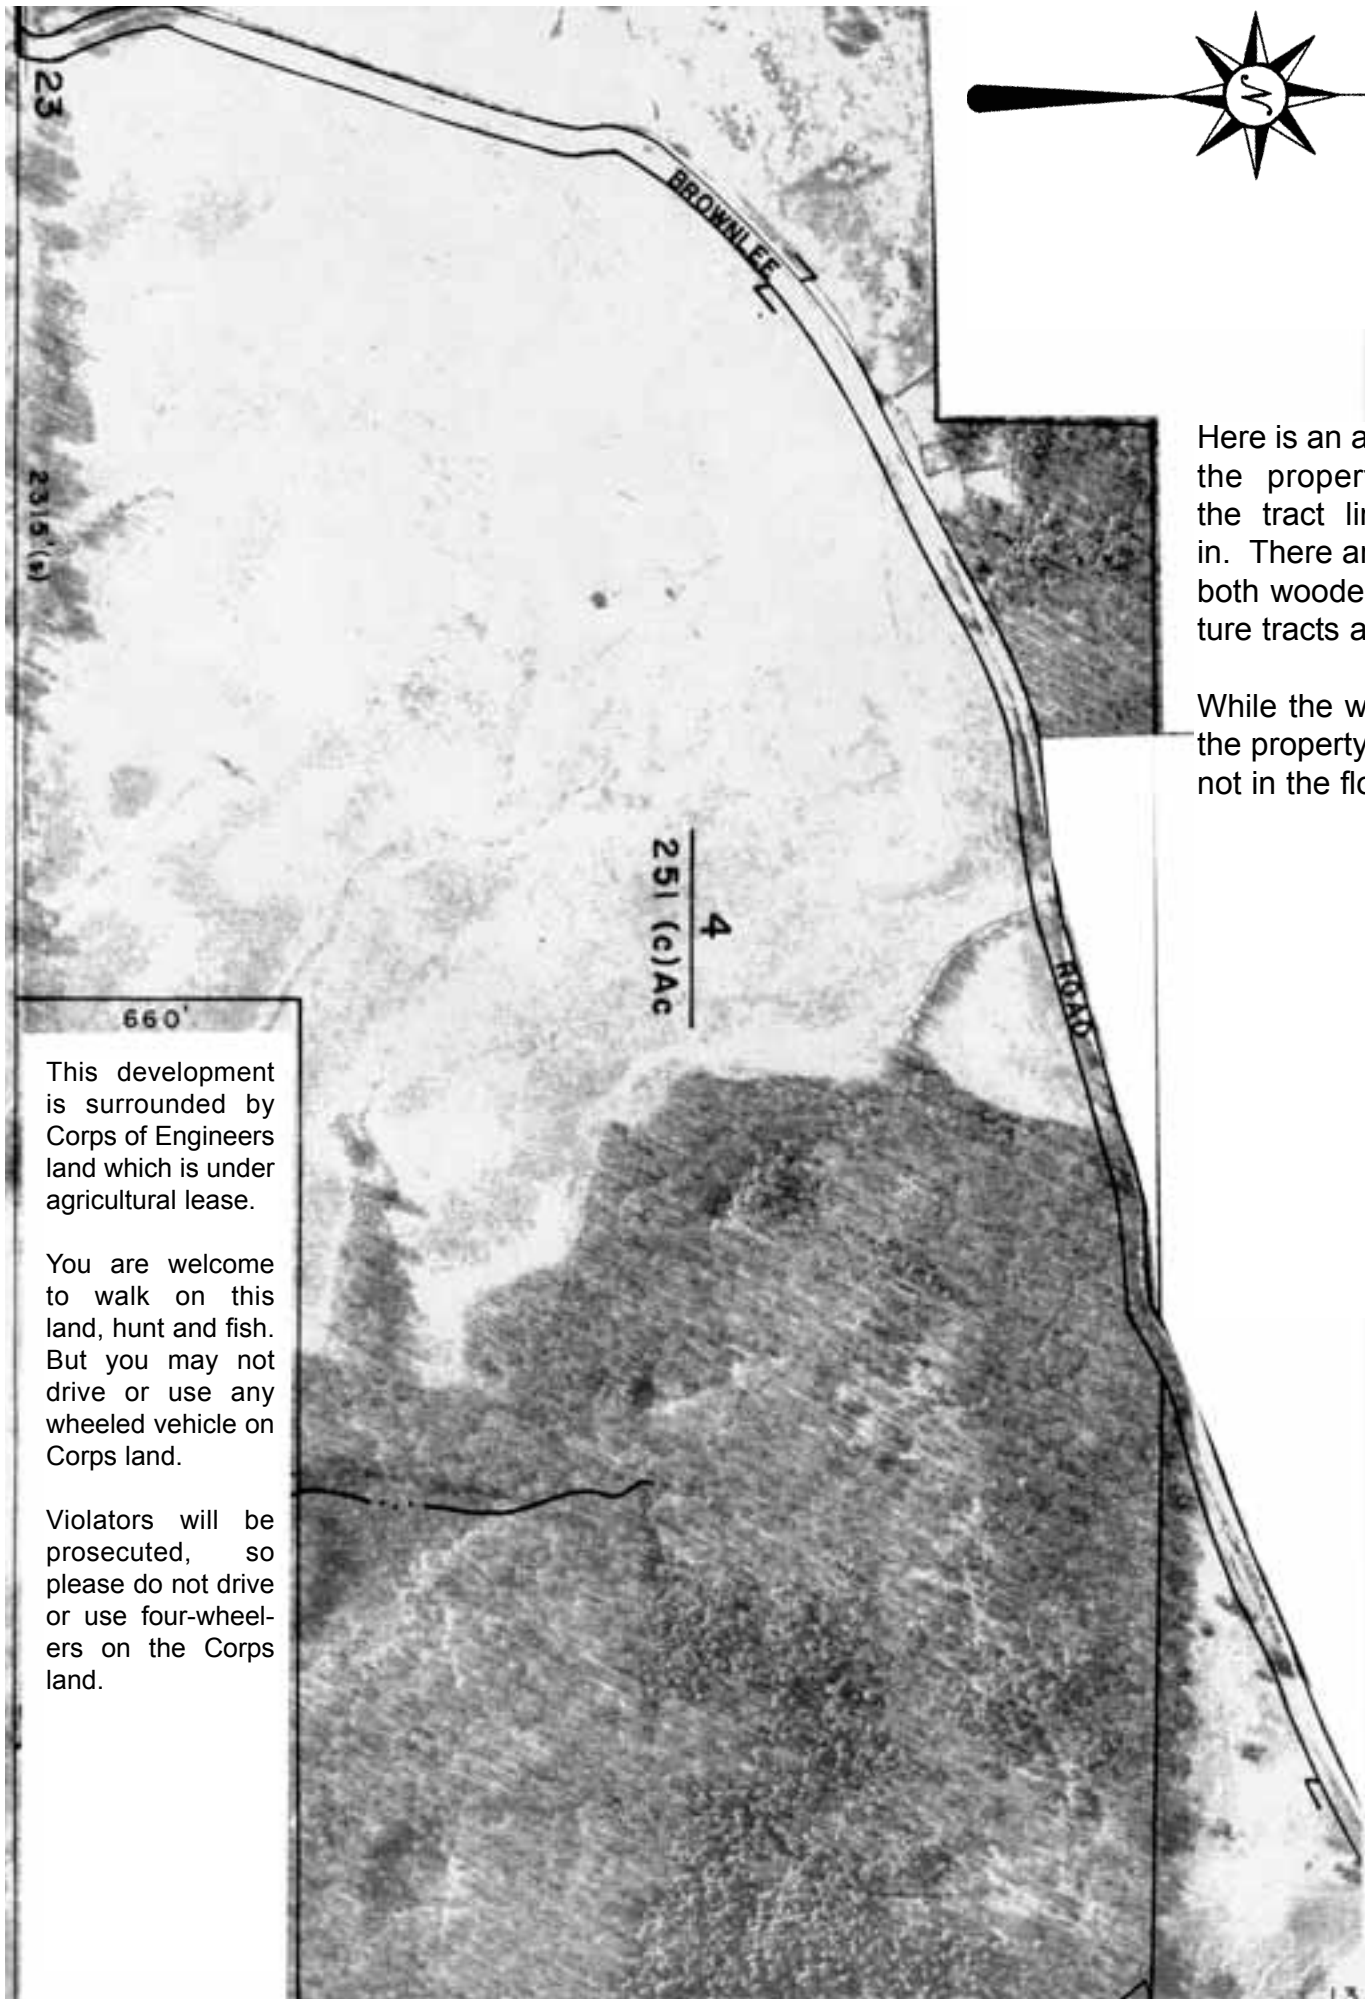 23
BROWNLEE
Here is an a
the proper
the tract li
in. There a
both woode
ture tracts a
While the w
the property
not in the flo
2315'(s)
4
251 (c)Ac
ROAD
660'
This development
is surrounded by
Corps of Engineers
land which is under
agricultural lease.
You are welcome
to walk on this
land, hunt and fish.
But you may not
drive or use any
wheeled vehicle on
Corps land.
Violators will be
prosecuted, so
please do not drive
or use four-wheel-
ers on the Corps
land.
13